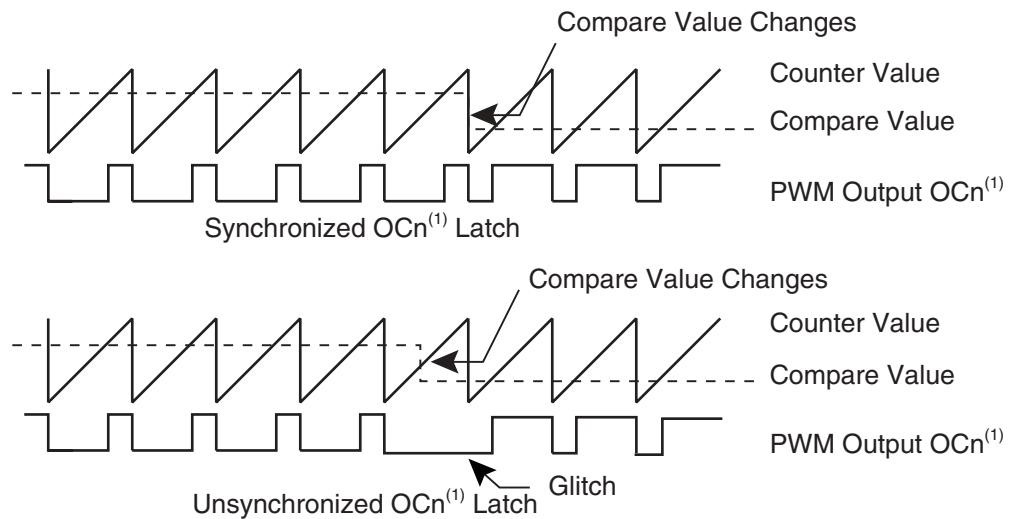 Compare Value Changes
Counter Value
Compare Value
PWM Output OCn(1)
Synchronized OCn(1) Latch
Compare Value Changes
Counter Value
Compare Value
PWM Output OCn(1)
Glitch
Unsynchronized OCn(1) Latch